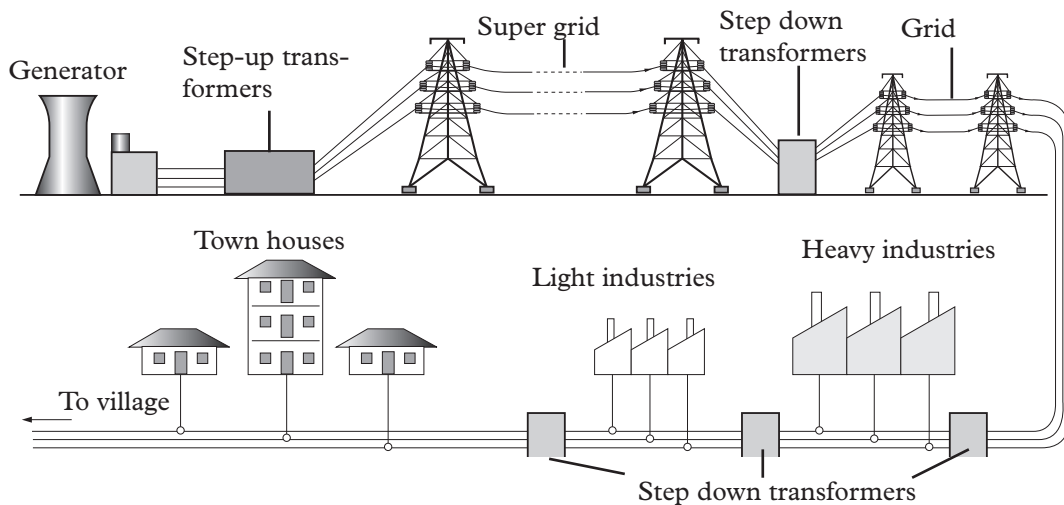 Super grid
Step down
transformers
Grid
Generator
Step-up trans-
formers
Town houses
Light industries
Heavy industries
To village
Step down transformers